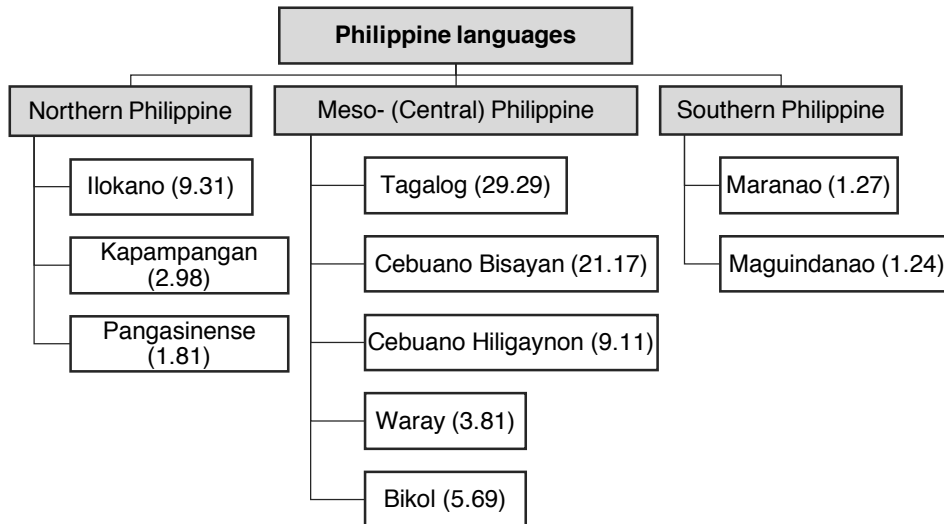 Philippine languages
Northern Philippine
Meso- (Central) Philippine
Southern Philippine
Ilokano (9.31)
Kapampangan
(2.98)
Pangasinense
(1.81)
Tagalog (29.29)
Cebuano Bisayan (21.17)
Cebuano Hiligaynon (9.11)
Waray (3.81)
Bikol (5.69)
Maranao (1.27)
Maguindanao (1.24)